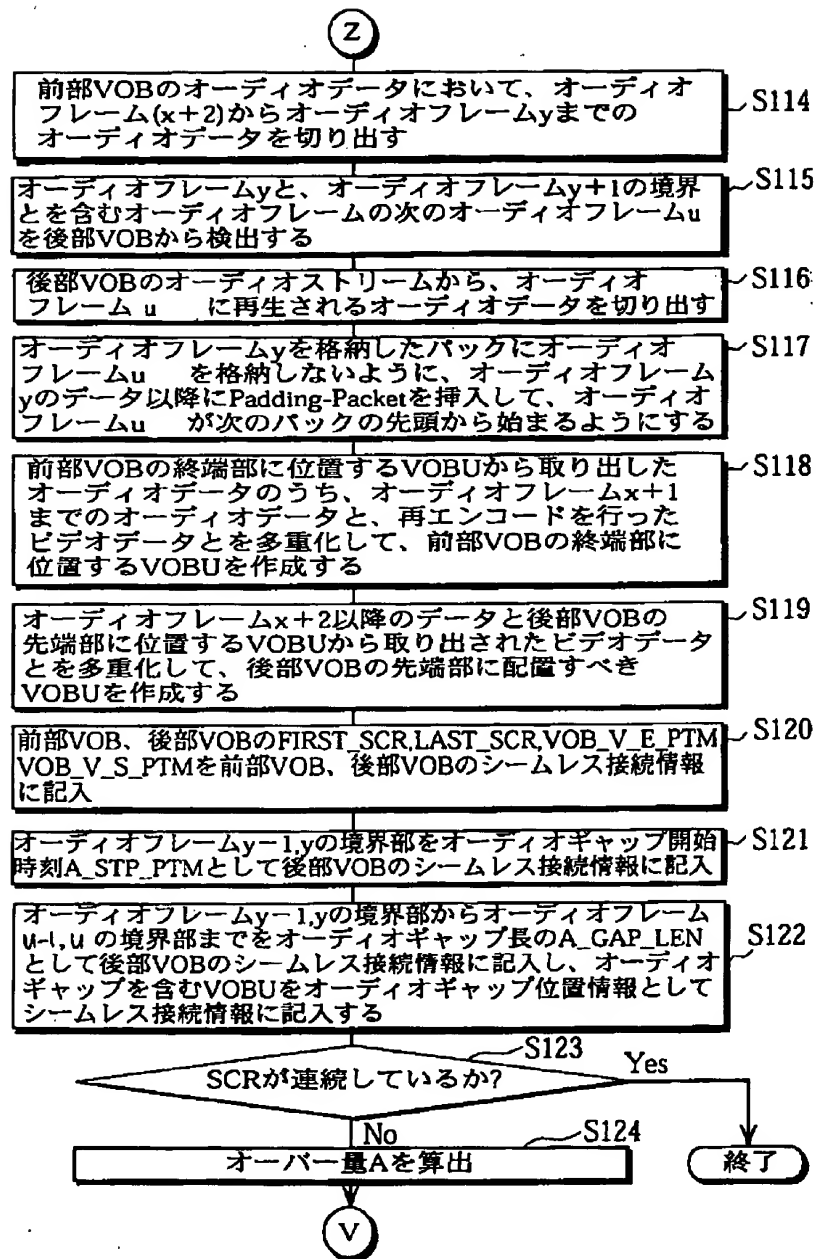 Z
前部VOBのオーディオデータにおいて、オーディオ
フレーム(x+2)からオーディオフレームyまでの
オーディオデータを切り出す
S114
オーディオフレームyと、オーディオフレームy+1の境界
とを含むオーディオフレームの次のオーディオフレームu
を後部VOBから検出する
S115
後部VOBのオーディオストリームから、オーディオ
フレーム u に再生されるオーディオデータを切り出す
S116
オーディオフレームyを格納したパックにオーディオ
フレームu を格納しないように、オーディオフレーム
yのデータ以降にPadding-Packetを挿入して、オーディオ
フレームu が次のパックの先頭から始まるようにする
S117
前部VOBの終端部に位置するVOBUから取り出した
オーディオデータのうち、オーディオフレームx+1
までのオーディオデータと、再エンコードを行った
ビデオデータとを多重化して、前部VOBの終端部に
位置するVOBUを作成する
S118
オーディオフレームx+2以降のデータと後部VOBの
先端部に位置するVOBUから取り出されたビデオデータ
とを多重化して、後部VOBの先端部に配置すべき
VOBUを作成する
S119
前部VOB、後部VOBのFIRST_SCR,LAST_SCR,VOB_V_E_PTM
VOB_V_S_PTMを前部VOB、後部VOBのシームレス接続情報
に記入
S120
オーディオフレームy-1,yの境界部をオーディオギャップ開始
時刻A_STP_PTMとして後部VOBのシームレス接続情報に記入
S121
オーディオフレームy-1,yの境界部からオーディオフレーム
u-1,u の境界部までをオーディオギャップ長のA_GAP_LEN
として後部VOBのシームレス接続情報に記入し、オーディオ
ギャップを含むVOBUをオーディオギャップ位置情報として
シームレス接続情報に記入する
S122
S123
SCRが連続しているか?
Yes
No
S124
オーバー量Aを算出
終了
V